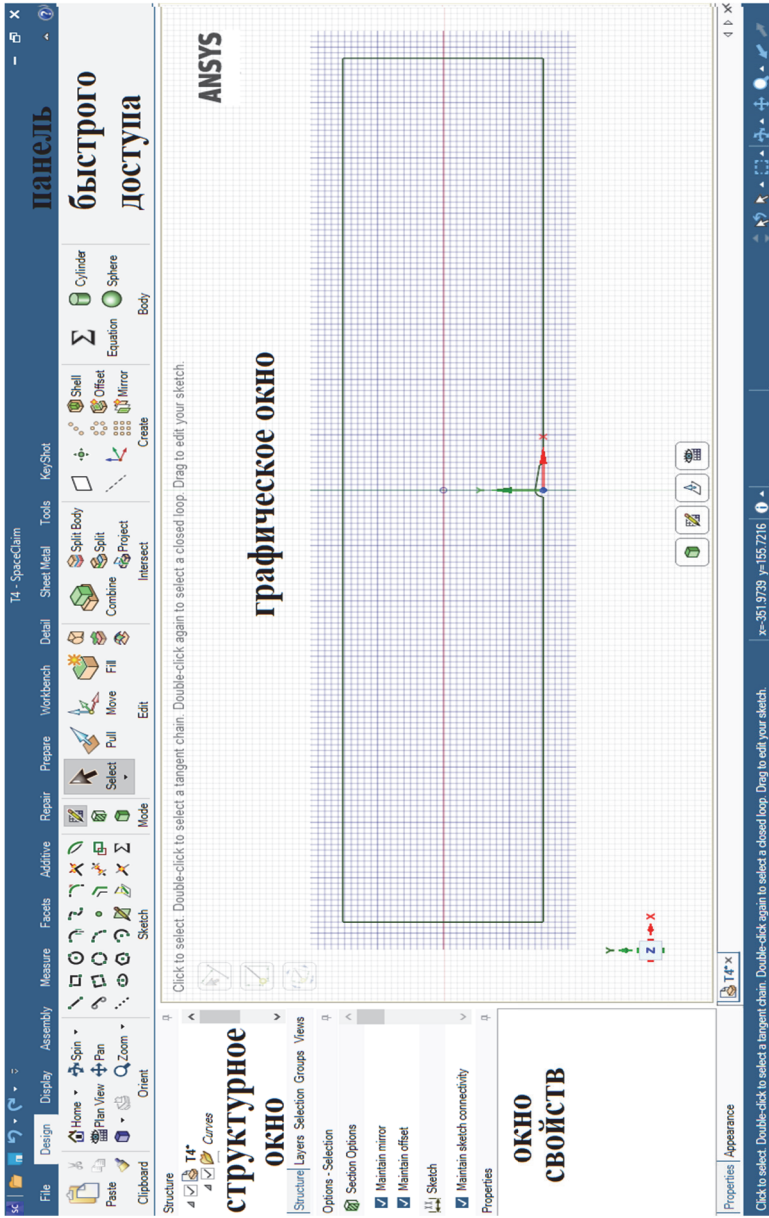 T4 - SpaceClaim
File Design Display Assembly Measure Facets Additive Repair Prepare Workbench Detail Sheet Metal Tools KeyShot
Paste
Clipboard
Home
Spin
Plan View
Pan
Zoom
Orient
Sketch
Mode
Select
Pull
Move
Fill
Edit
Combine
Split Body
Split
Project
Intersect
Shell
Offset
Mirror
Create
Equation
Cylinder
Sphere
Body
панель
быстрого
доступа
Structure
T4*
Curves
структурное
окно
Structure Layers Selection Groups Views
Options - Selection
Section Options
Maintain mirror
Maintain offset
Sketch
Maintain sketch connectivity
Properties
окно
свойств
Properties Appearance
Click to select. Double-click to select a tangent chain. Double-click again to select a closed loop. Drag to edit your sketch.
графическое окно
ANSYS
Y
X
Y
Z
X
T4*
Click to select. Double-click to select a tangent chain. Double-click again to select a closed loop. Drag to edit your sketch.
x=-351.9739 y=155.7216